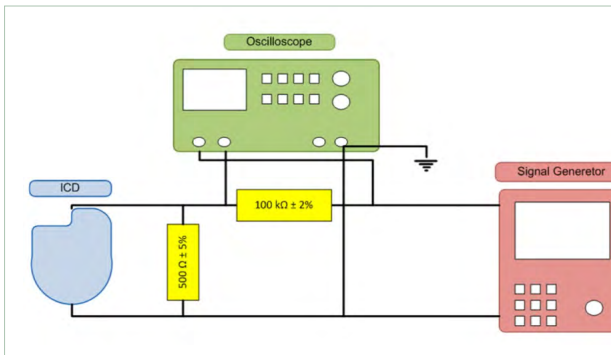 Oscilloscope
ICD
Signal Generetor
100 kΩ ± 2%
500 Ω ± 5%